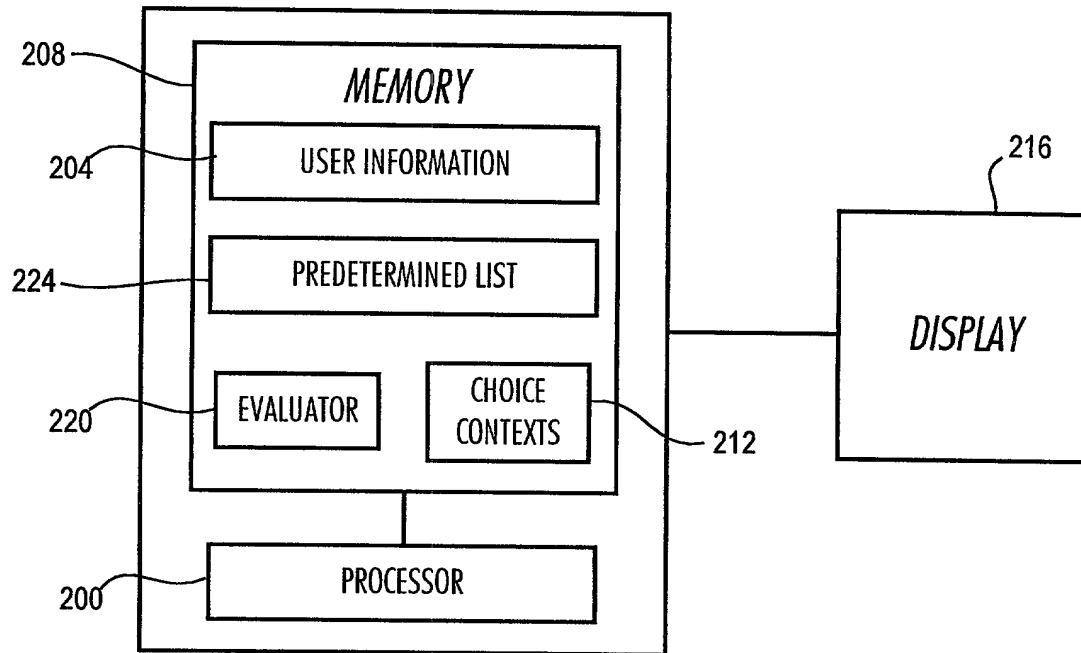 208
MEMORY
204
USER INFORMATION
216
224
PREDETERMINED LIST
DISPLAY
220
EVALUATOR
CHOICE
CONTEXTS
212
200
PROCESSOR